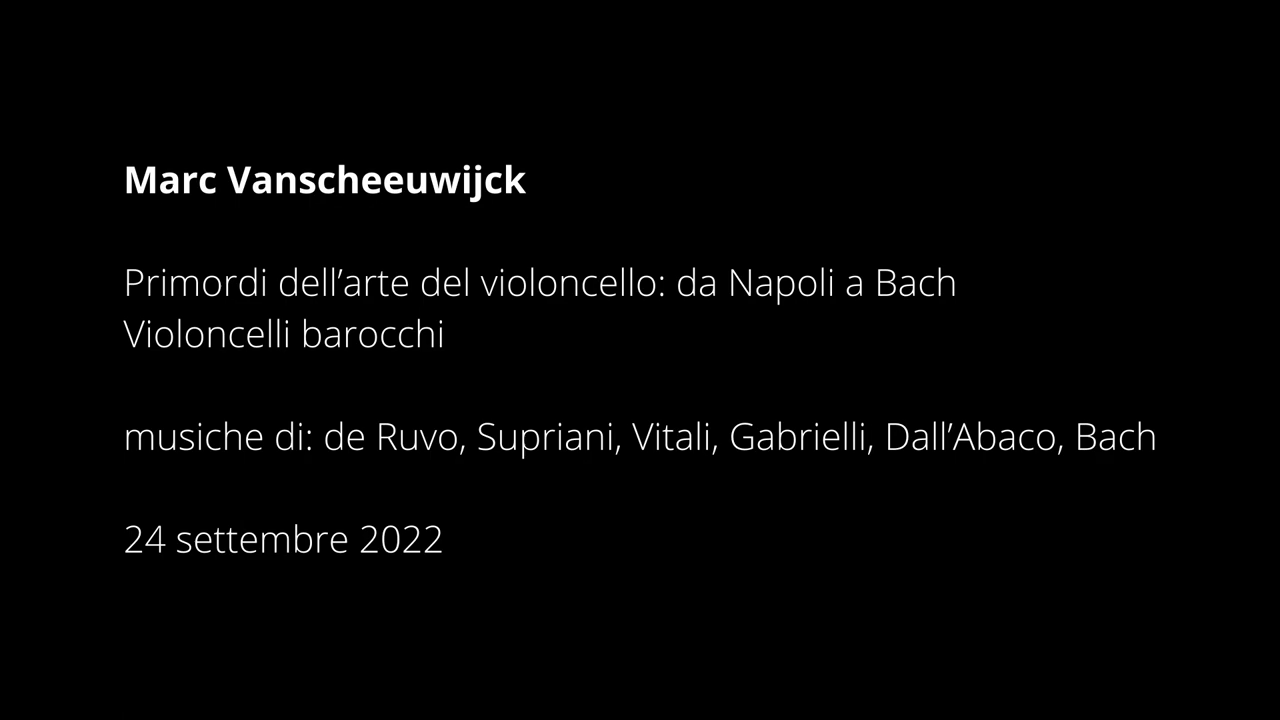 Marc Vanscheeuwijck
Primordi dell’arte del violoncello: da Napoli a Bach
Violoncelli barocchi
musiche di: de Ruvo, Supriani, Vitali, Gabrielli, Dall’Abaco, Bach
24 settembre 2022